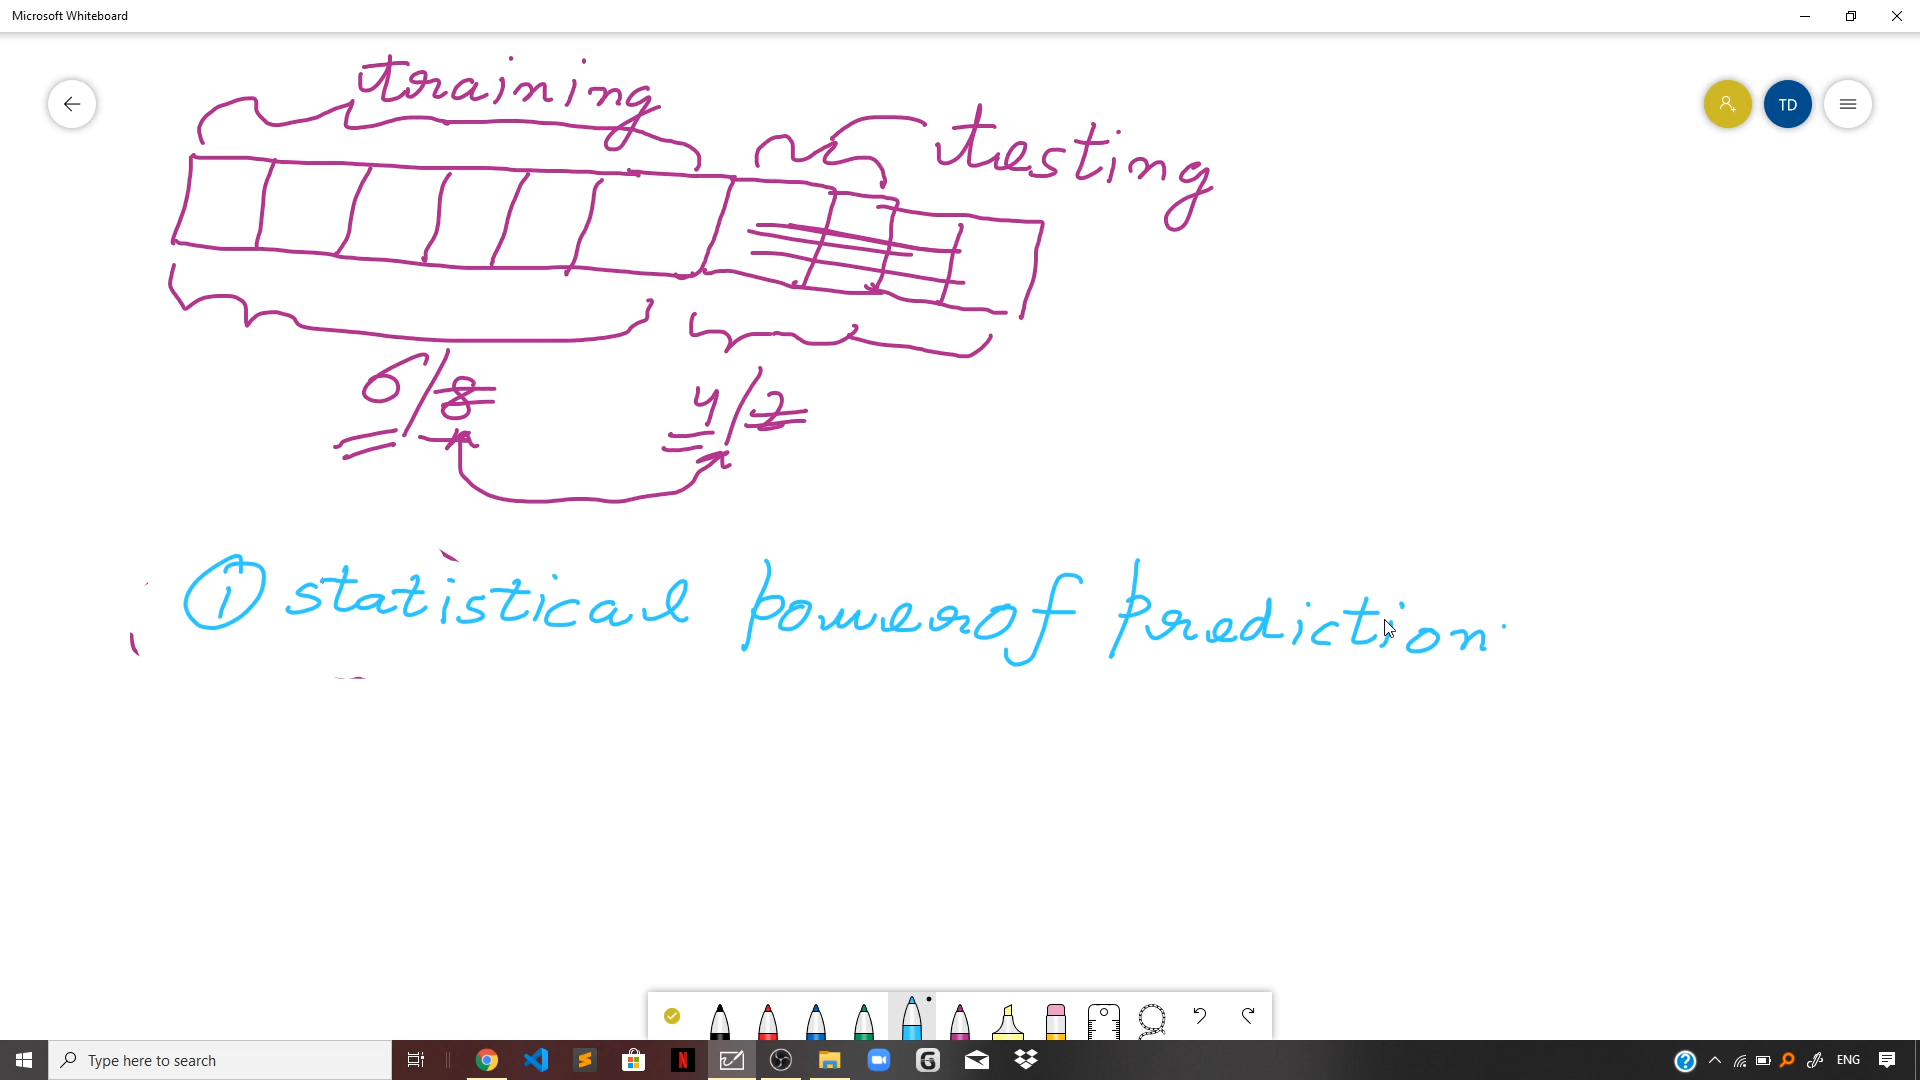 Microsoft Whiteboard
training
testing
TD
6/8
4/2
① statistical power of prediction.
Type here to search
ENG